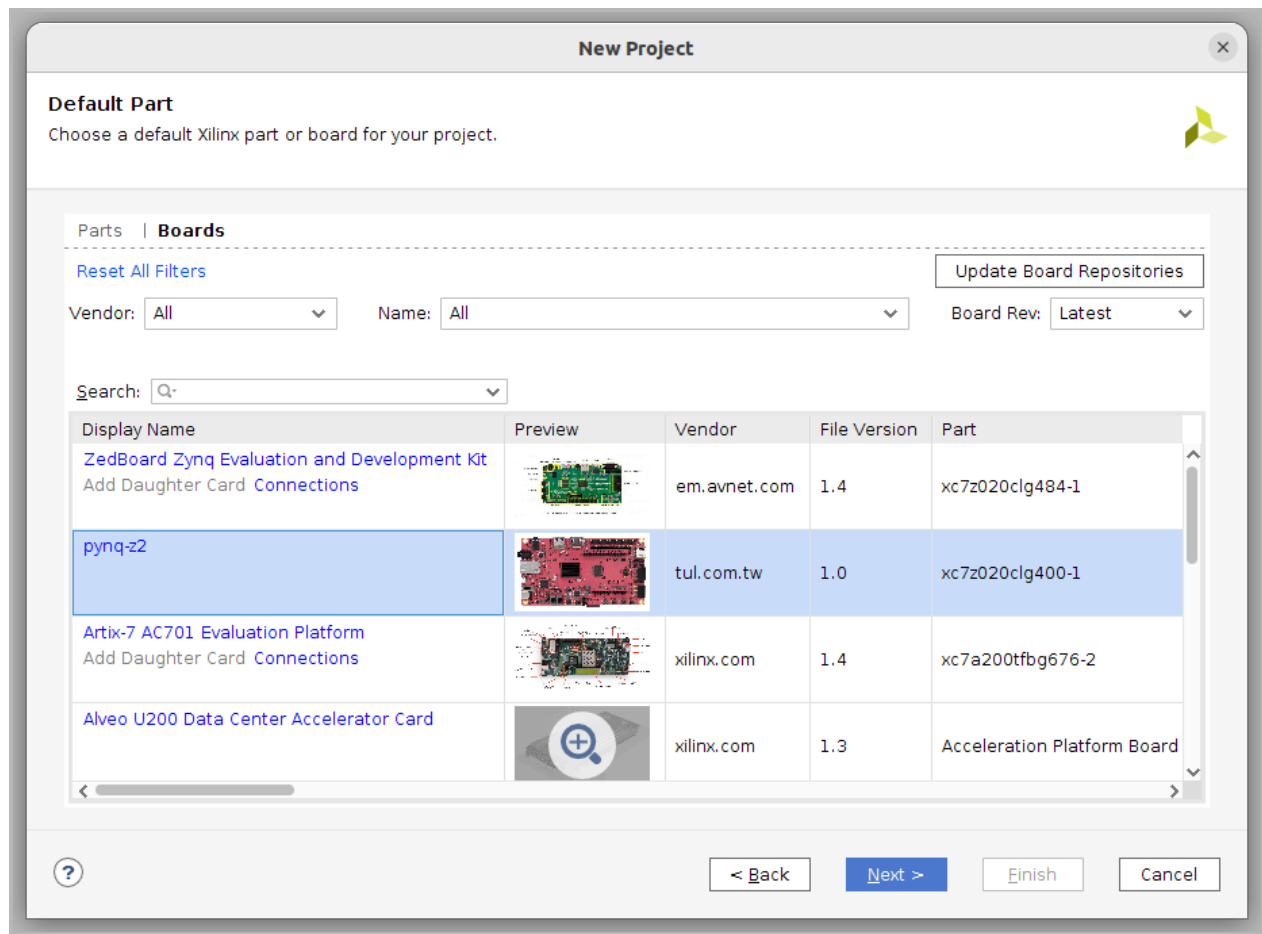 New Project
Default Part
Choose a default Xilinx part or board for your project.
Parts | Boards
Reset All Filters
Update Board Repositories
Vendor: All
Name: All
Board Rev: Latest
Search:
Display Name Preview Vendor File Version Part
ZedBoard Zynq Evaluation and Development Kit
Add Daughter Card Connections
em.avnet.com 1.4 xc7z020clg484-1
pynq-z2
tul.com.tw 1.0 xc7z020clg400-1
Artix-7 AC701 Evaluation Platform
Add Daughter Card Connections
xilinx.com 1.4 xc7a200tfbg676-2
Alveo U200 Data Center Accelerator Card
xilinx.com 1.3 Acceleration Platform Board
?
< Back
Next >
Finish
Cancel